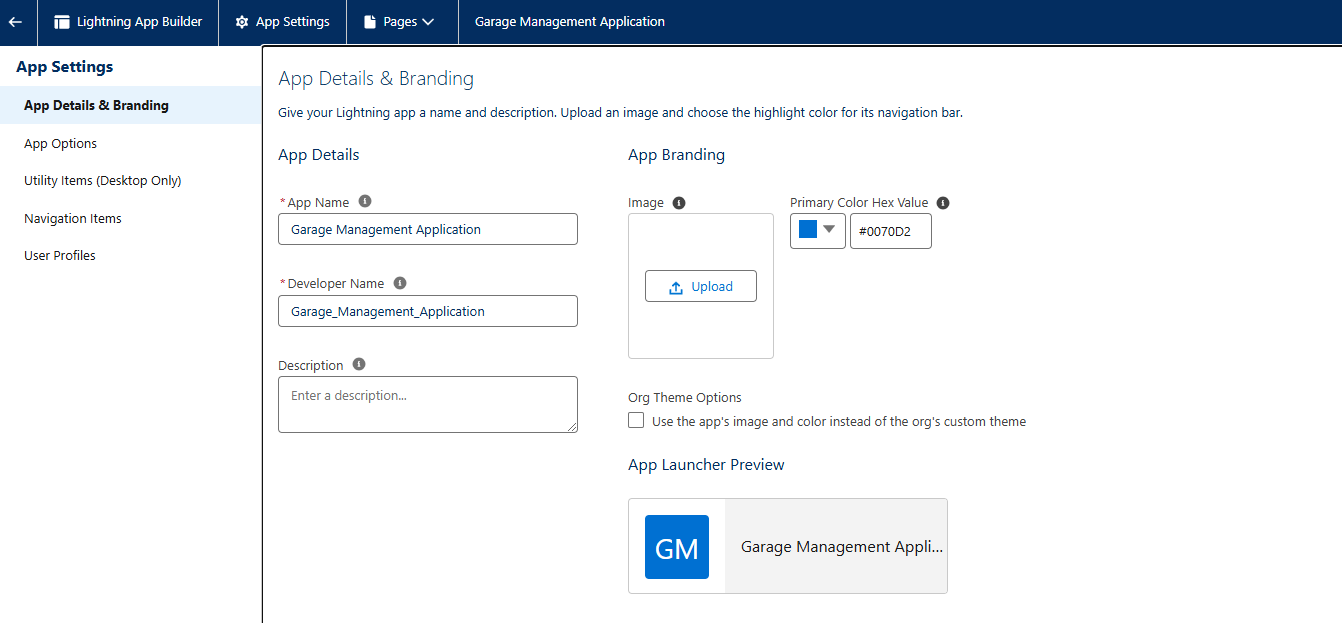 Lightning App Builder App Settings Pages Garage Management Application
App Settings
App Details & Branding
App Options
Utility Items (Desktop Only)
Navigation Items
User Profiles
App Details & Branding
Give your Lightning app a name and description. Upload an image and choose the highlight color for its navigation bar.
App Details
*App Name
Garage Management Application
*Developer Name
Garage_Management_Application
Description
Enter a description...
App Branding
Image
Upload
Primary Color Hex Value
#0070D2
Org Theme Options
Use the app's image and color instead of the org's custom theme
App Launcher Preview
GM
Garage Management Appli...